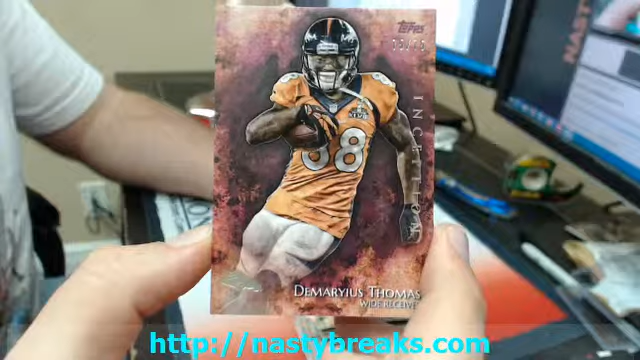 TOPPS
88
INCEPTION
DEMARYIUS THOMAS
WIDE RECEIVER
http://nastybreaks.com